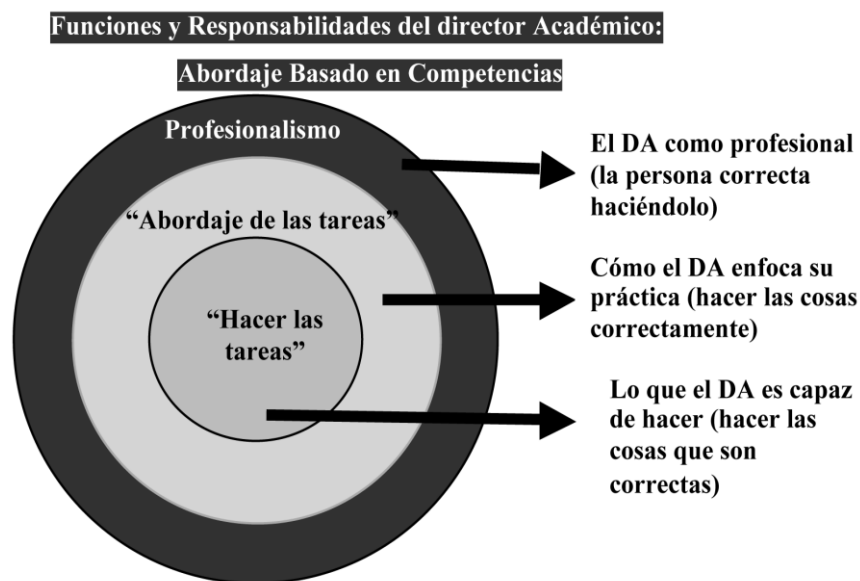 Funciones y Responsabilidades del director Académico:
Abordaje Basado en Competencias
Profesionalismo
“Abordaje de las tareas”
“Hacer las
tareas”
El DA como profesional
(la persona correcta
haciéndolo)
Cómo el DA enfoca su
práctica (hacer las cosas
correctamente)
Lo que el DA es capaz
de hacer (hacer las
cosas que son
correctas)